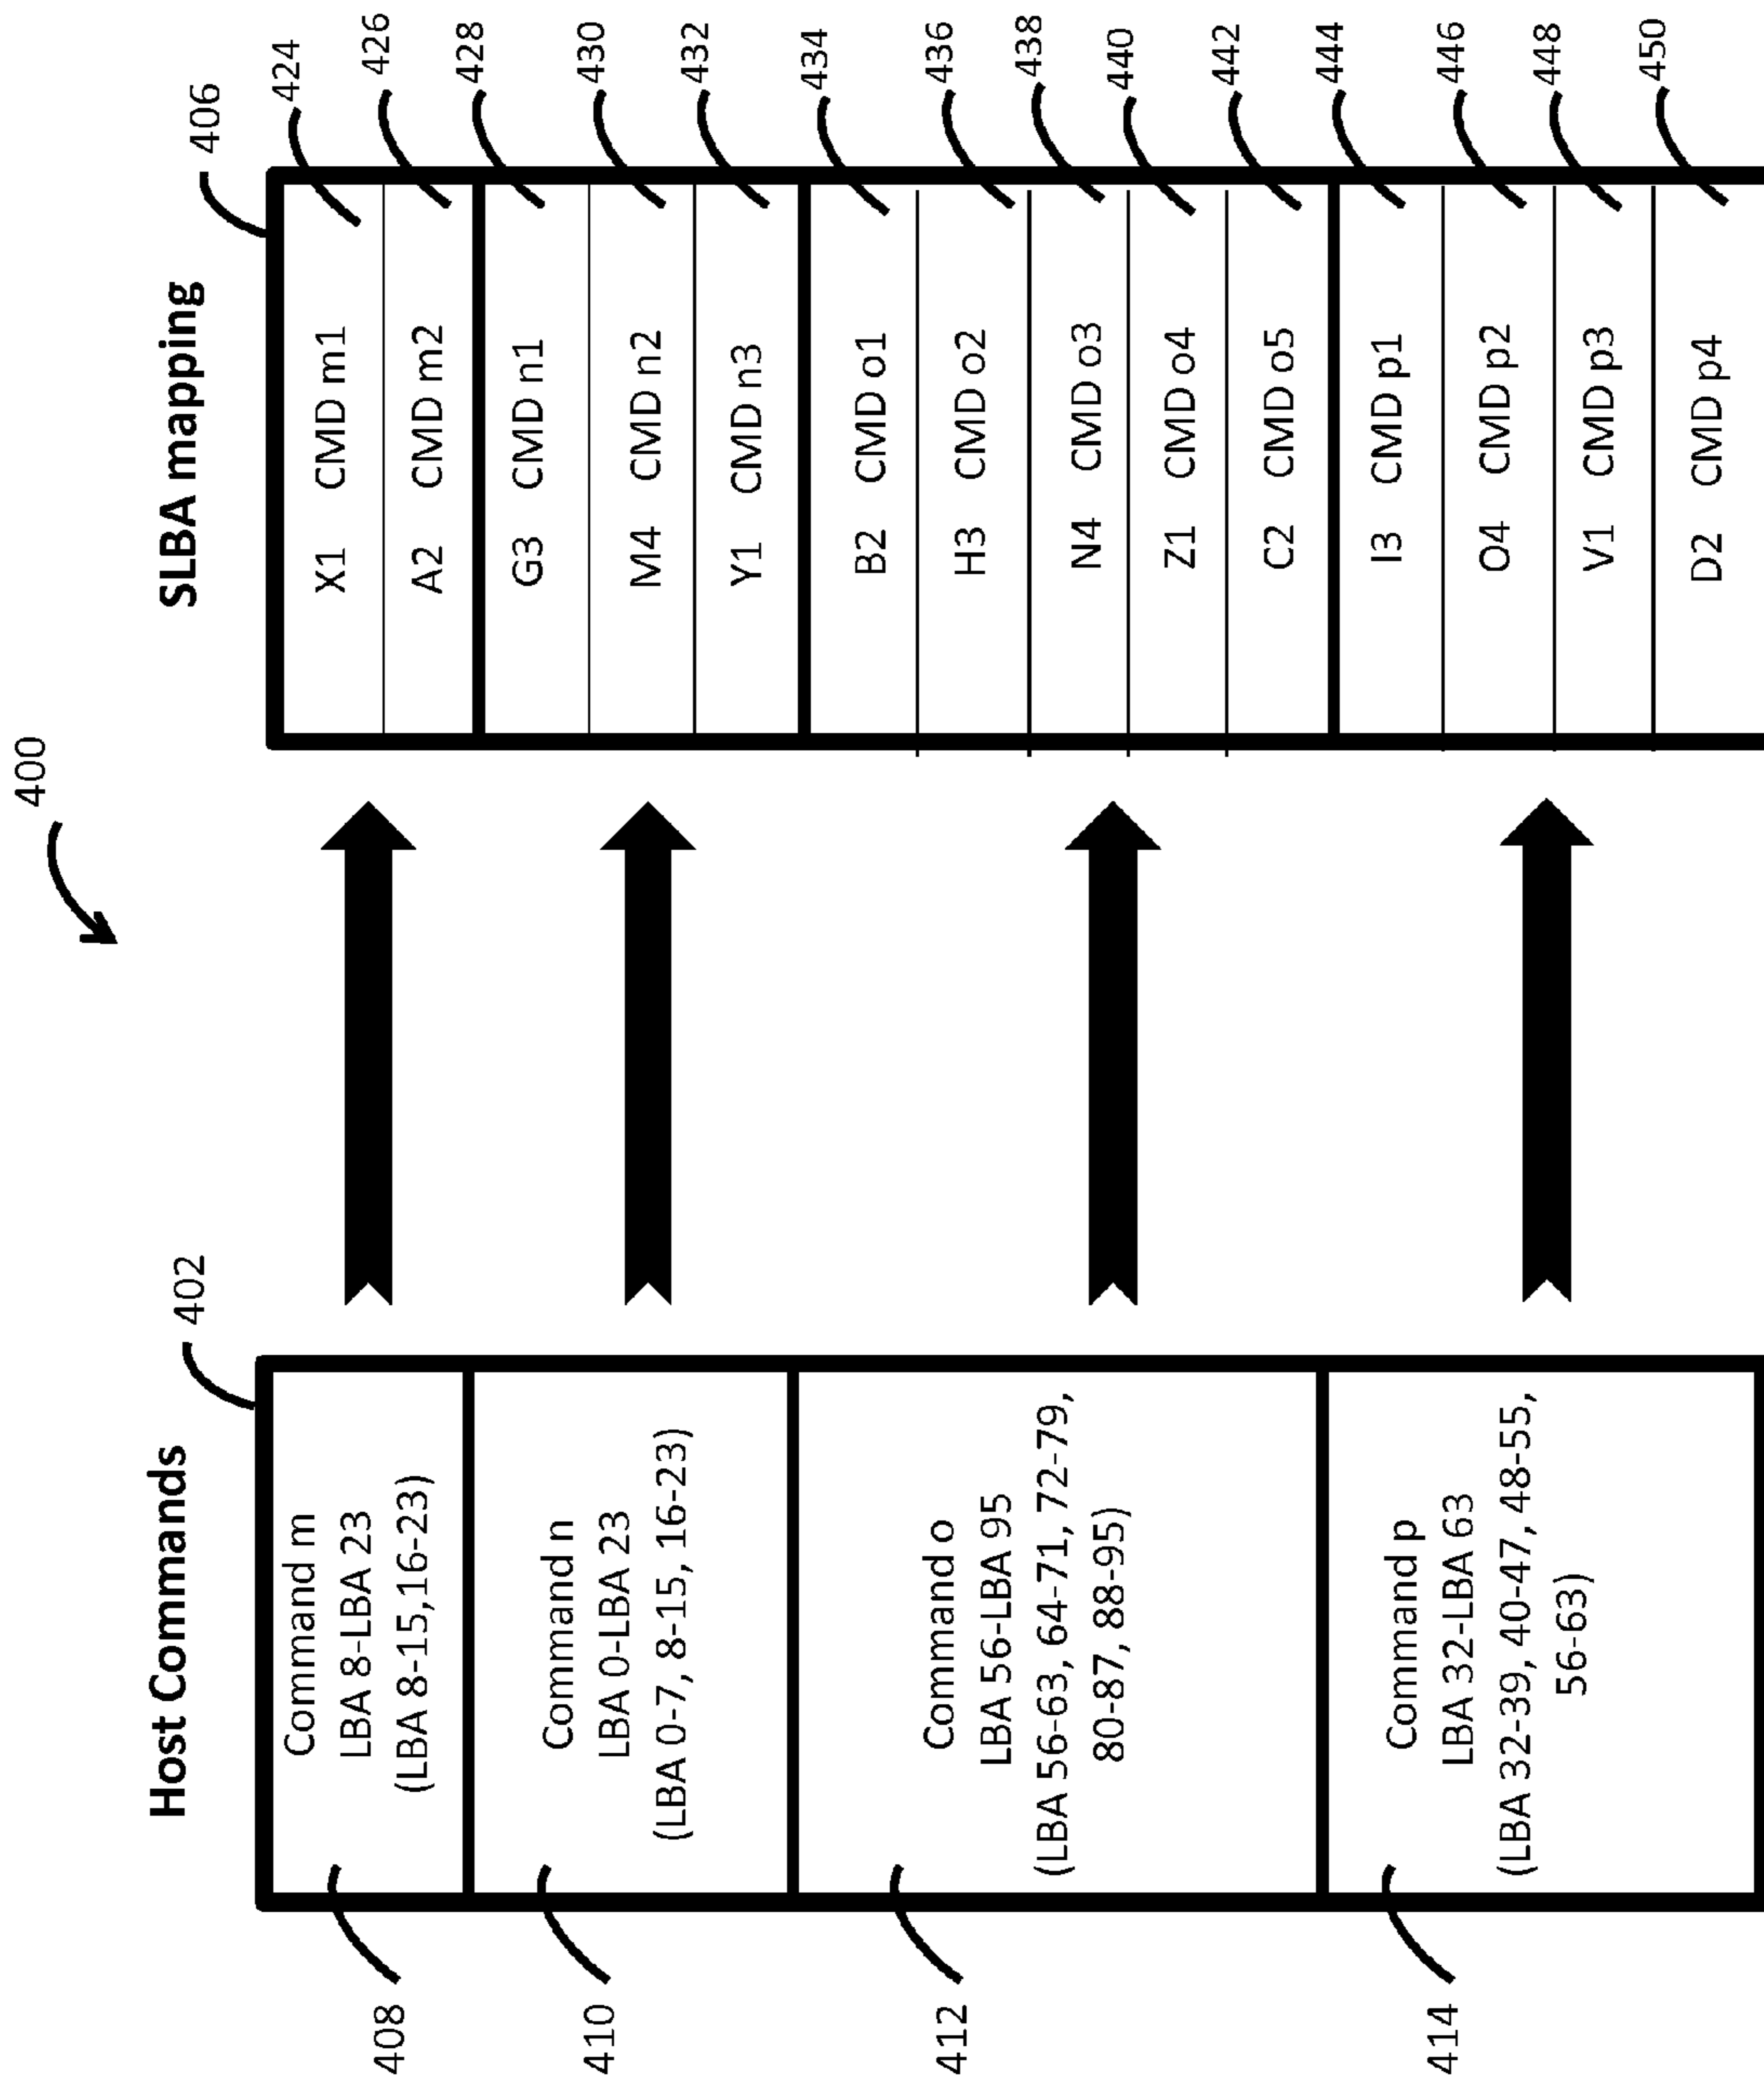 400
Host Commands
402
408
Command m
LBA 8-LBA 23
(LBA 8-15,16-23)
410
Command n
LBA 0-LBA 23
(LBA 0-7, 8-15, 16-23)
412
Command o
LBA 56-LBA 95
(LBA 56-63, 64-71, 72-79,
80-87, 88-95)
414
Command p
LBA 32-LBA 63
(LBA 32-39, 40-47, 48-55,
56-63)
SLBA mapping
406
X1 CMD m1 424
A2 CMD m2 426
G3 CMD n1 428
M4 CMD n2 430
Y1 CMD n3 432
B2 CMD o1 434
H3 CMD o2 436
N4 CMD o3 438
Z1 CMD o4 440
C2 CMD o5 442
I3 CMD p1 444
O4 CMD p2 446
V1 CMD p3 448
D2 CMD p4 450